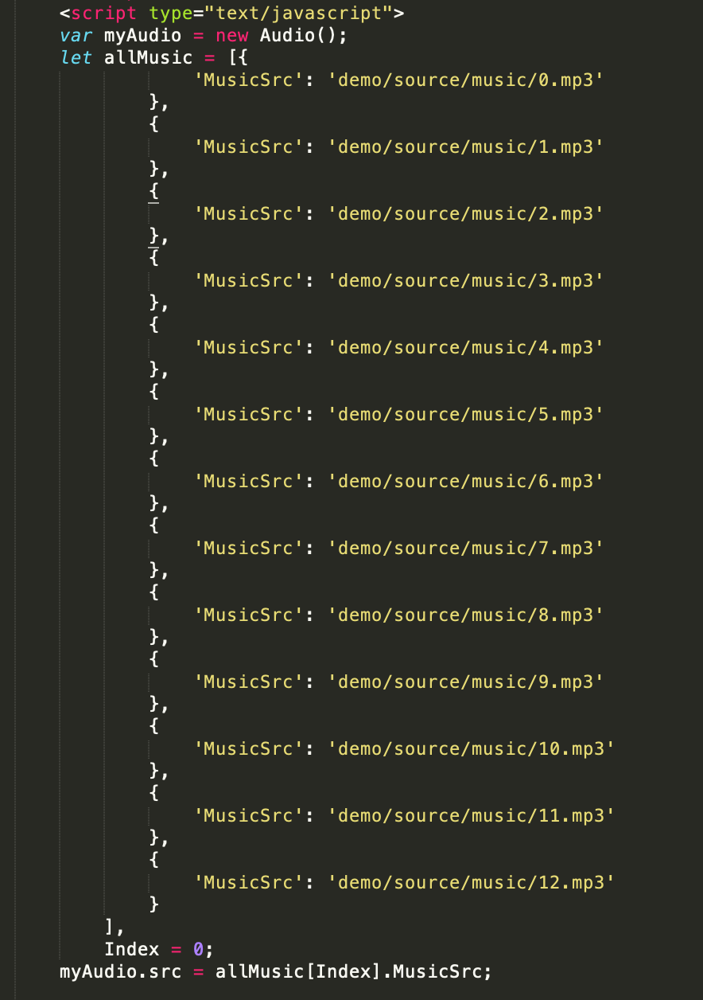 <script type="text/javascript">
var myAudio = new Audio();
let allMusic = [{
'MusicSrc': 'demo/source/music/0.mp3'
},
{
'MusicSrc': 'demo/source/music/1.mp3'
},
{
'MusicSrc': 'demo/source/music/2.mp3'
},
{
'MusicSrc': 'demo/source/music/3.mp3'
},
{
'MusicSrc': 'demo/source/music/4.mp3'
},
{
'MusicSrc': 'demo/source/music/5.mp3'
},
{
'MusicSrc': 'demo/source/music/6.mp3'
},
{
'MusicSrc': 'demo/source/music/7.mp3'
},
{
'MusicSrc': 'demo/source/music/8.mp3'
},
{
'MusicSrc': 'demo/source/music/9.mp3'
},
{
'MusicSrc': 'demo/source/music/10.mp3'
},
{
'MusicSrc': 'demo/source/music/11.mp3'
},
{
'MusicSrc': 'demo/source/music/12.mp3'
}
],
Index = 0;
myAudio.src = allMusic[Index].MusicSrc;